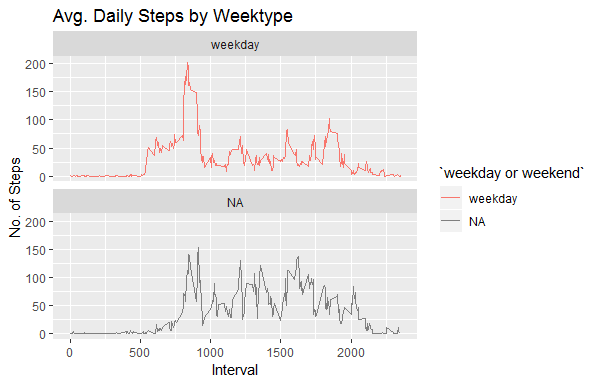 Avg. Daily Steps by Weektype
weekday
200
150
100
50
0
NA
200
150
100
50
0
No. of Steps
0 500 1000 1500 2000
Interval
`weekday or weekend`
weekday
NA